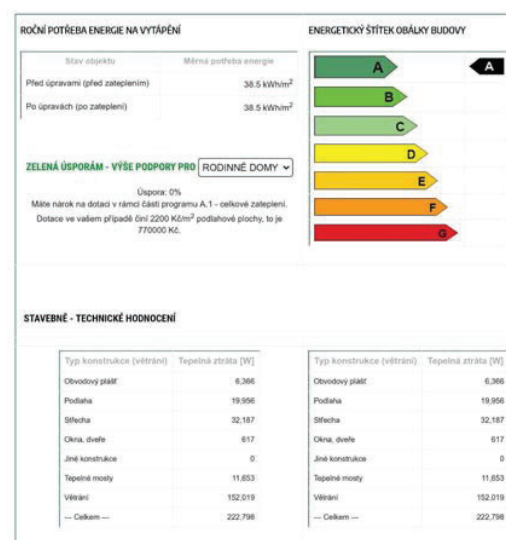 ROČNÍ POTŘEBA ENERGIE NA VYTÁPĚNÍ
Stav objektu Měrná potřeba energie
Před úpravami (před zateplením) 38.5 kWh/m²
Po úpravách (po zateplení) 38.5 kWh/m²
ZELENÁ ÚSPORÁM - VÝŠE PODPORY PRO RODINNÉ DOMY
Úspora: 0%
Máte nárok na dotaci v rámci části programu A.1 - celkové zateplení.
Dotace ve vašem případě činí 2200 Kč/m² podlahové plochy, to je
770000 Kč.
ENERGETICKÝ ŠTÍTEK OBÁLKY BUDOVY
A A
B
C
D
E
F
G
STAVEBNĚ - TECHNICKÉ HODNOCENÍ
Typ konstrukce (větrání) Tepelná ztráta [W]
Obvodový plášť 6,366
Podlaha 19,956
Střecha 32,187
Okna, dveře 617
Jiné konstrukce 0
Tepelné mosty 11,653
Větrání 152,019
--- Celkem --- 222,798
Typ konstrukce (větrání) Tepelná ztráta [W]
Obvodový plášť 6,366
Podlaha 19,956
Střecha 32,187
Okna, dveře 617
Jiné konstrukce 0
Tepelné mosty 11,653
Větrání 152,019
--- Celkem --- 222,798